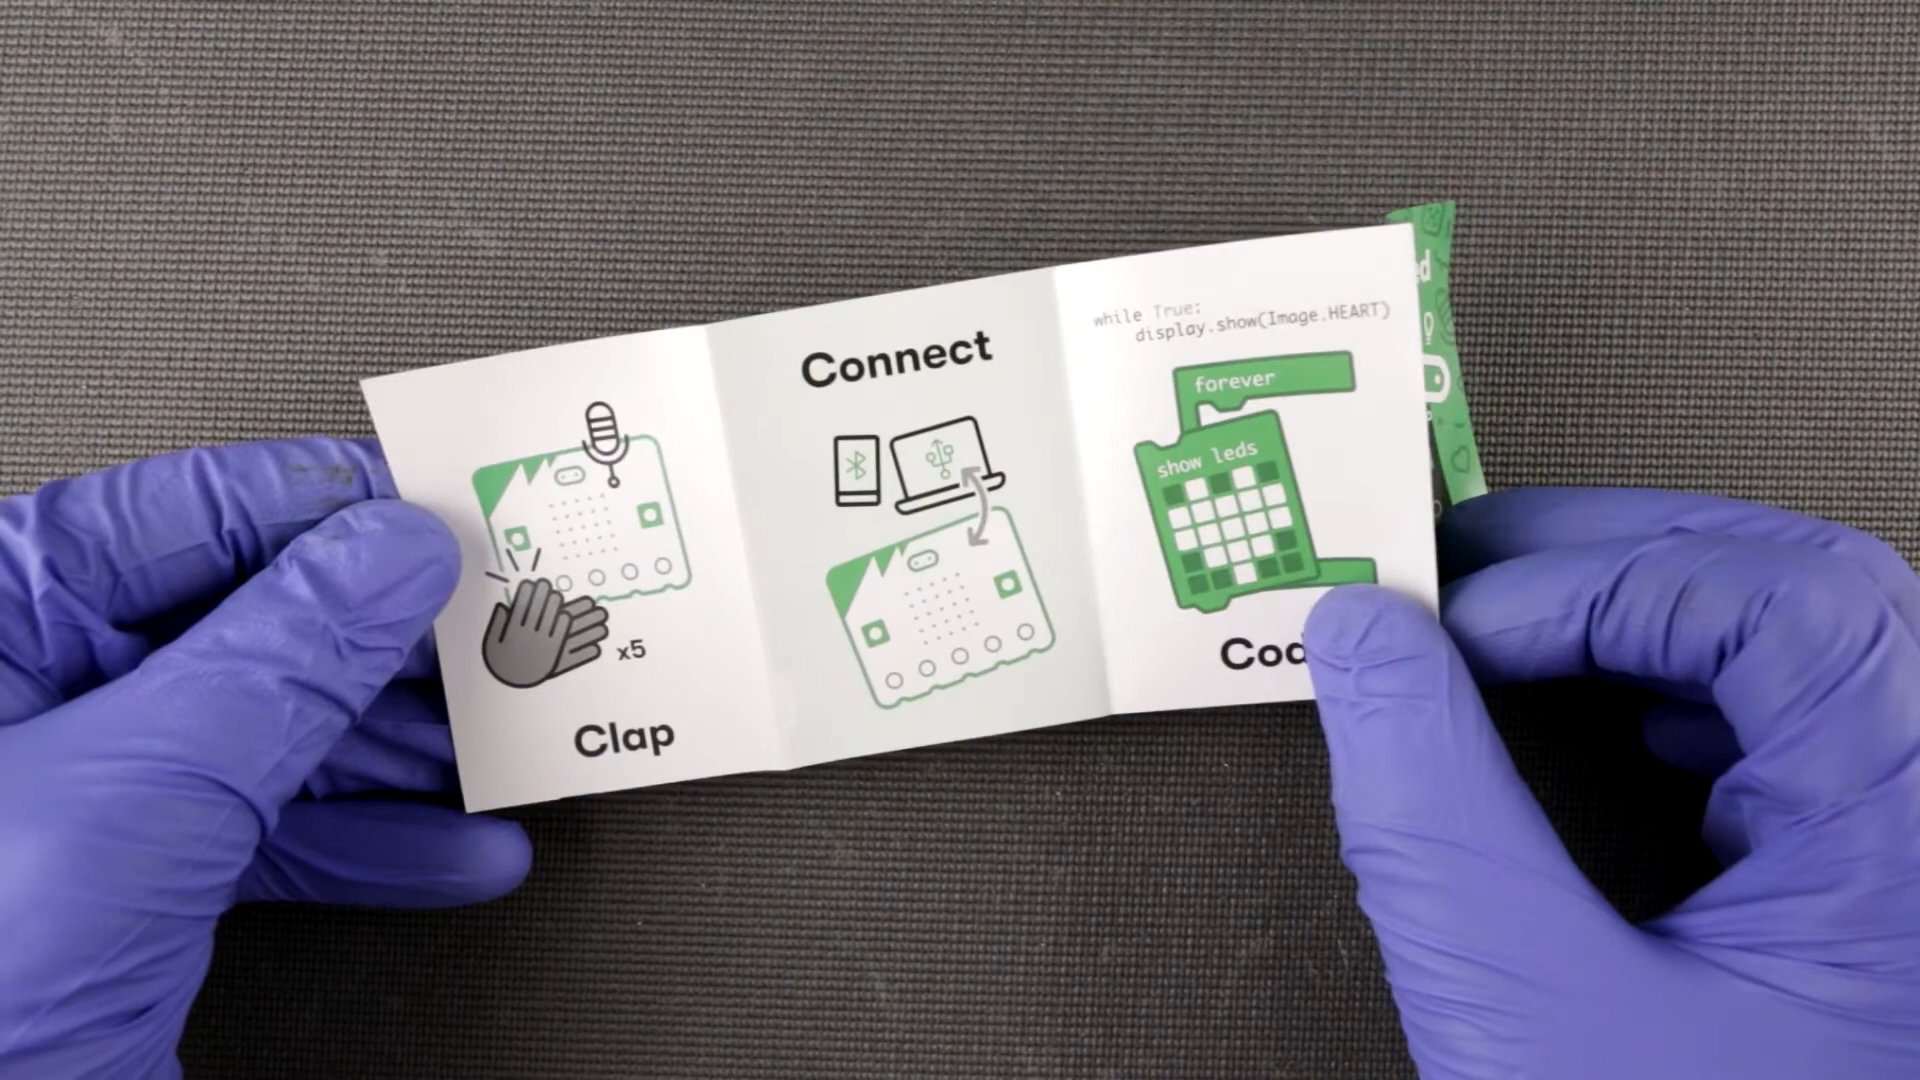 x5
Clap
Connect
while True:
display.show(Image.HEART)
forever
show leds